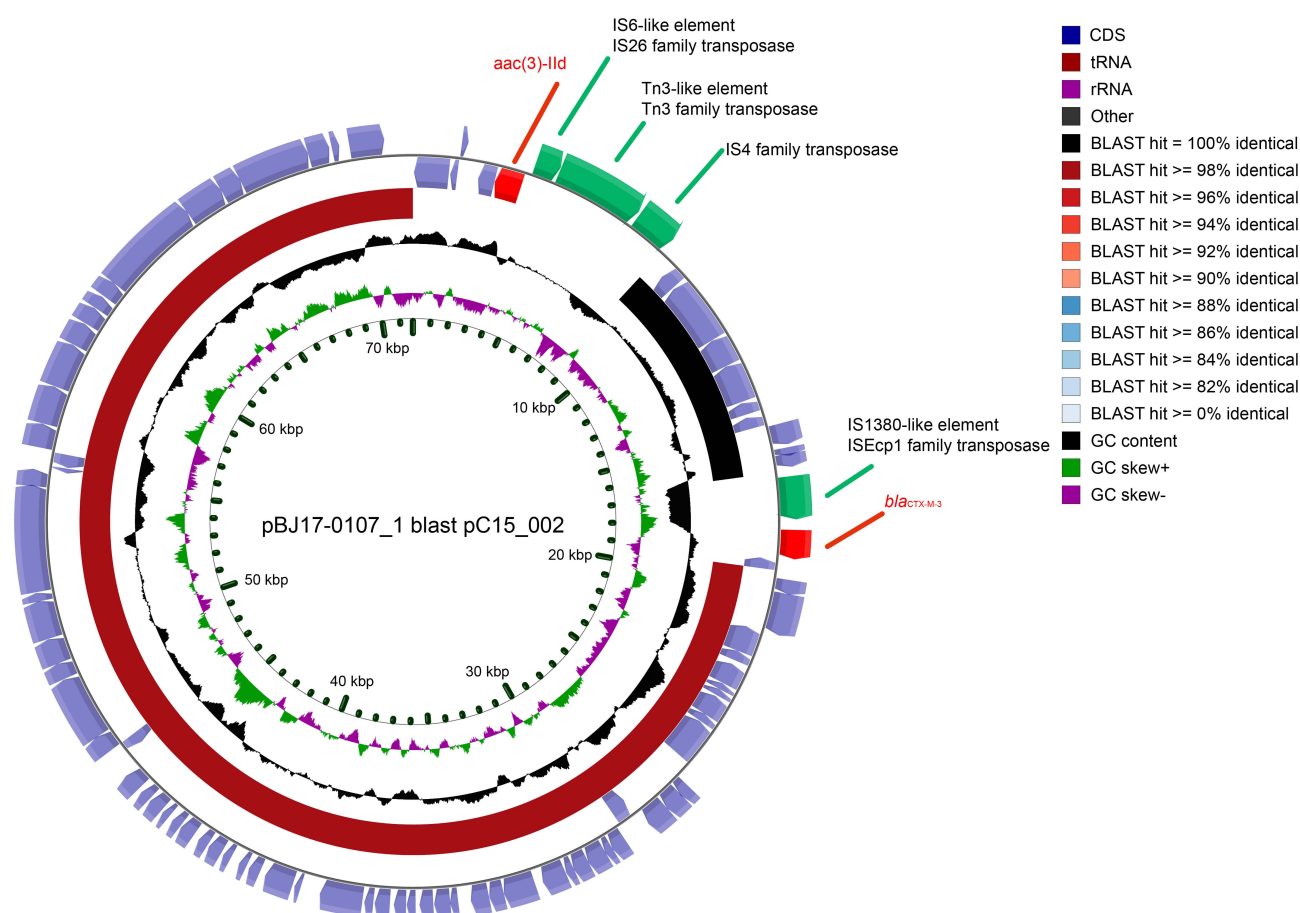 IS6-like element
IS26 family transposase
aac(3)-IId
Tn3-like element
Tn3 family transposase
IS4 family transposase
IS1380-like element
ISEcp1 family transposase
blaCTX-M-3
70 kbp
10 kbp
60 kbp
pBJ17-0107_1 blast pC15_002
20 kbp
50 kbp
30 kbp
40 kbp
CDS
tRNA
rRNA
Other
BLAST hit = 100% identical
BLAST hit >= 98% identical
BLAST hit >= 96% identical
BLAST hit >= 94% identical
BLAST hit >= 92% identical
BLAST hit >= 90% identical
BLAST hit >= 88% identical
BLAST hit >= 86% identical
BLAST hit >= 84% identical
BLAST hit >= 82% identical
BLAST hit >= 0% identical
GC content
GC skew+
GC skew-